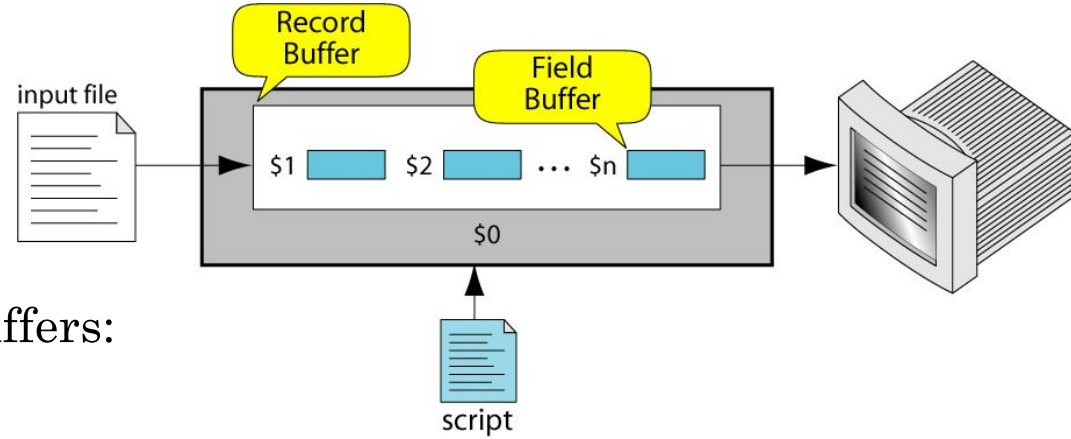 Record
Buffer
Field
Buffer
input file
$1
$2
...
$n
$0
ffers:
script